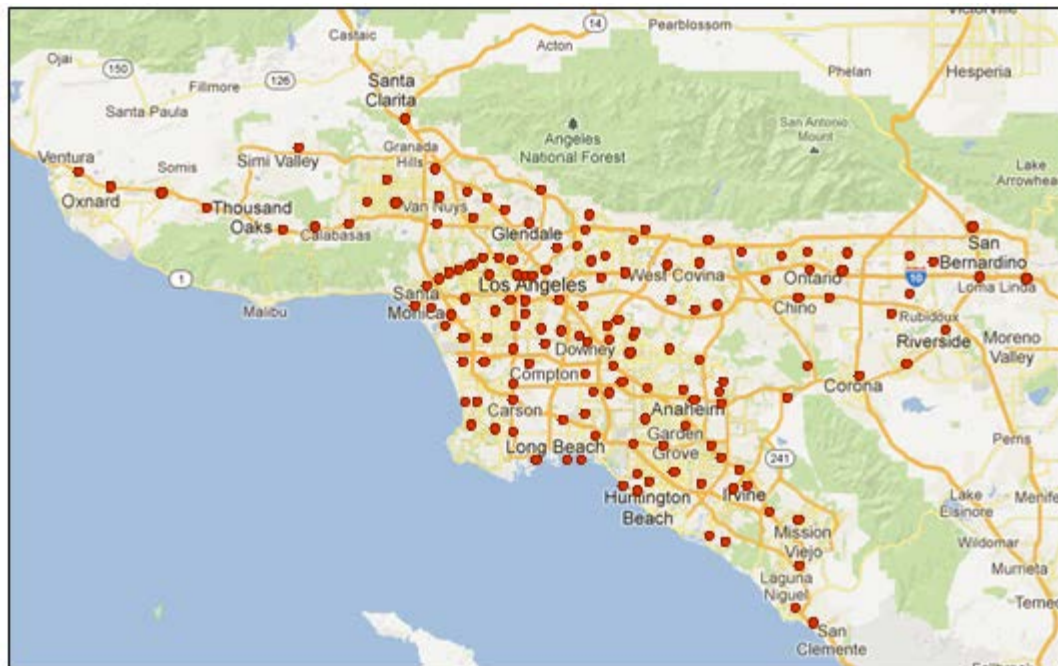 Castaic
14
Pearblossom
Victorville
Ojai
150
Acton
126
Fillmore
Phelan
Hesperia
Santa
Clarita
Santa Paula
San Antonio
Mount
Angeles
National Forest
Granada
Hills
Ventura
Somis
Simi Valley
Lake
Arrowhead
Oxnard
Thousand
Oaks
Van Nuys
Calabasas
Glendale
San
Bernardino
West Covina
Ontario
10
1
Los Angeles
Loma Linda
Santa
Monica
Malibu
Chino
Rubidoux
Riverside
Moreno
Valley
Downey
Compton
Corona
Carson
Anaheim
Garden
Grove
Long Beach
241
Perris
Huntington
Beach
Irvine
Lake
Elsinore
Menife
Mission
Viejo
Wildomar
Murrieta
Laguna
Niguel
Teme
San
Clemente